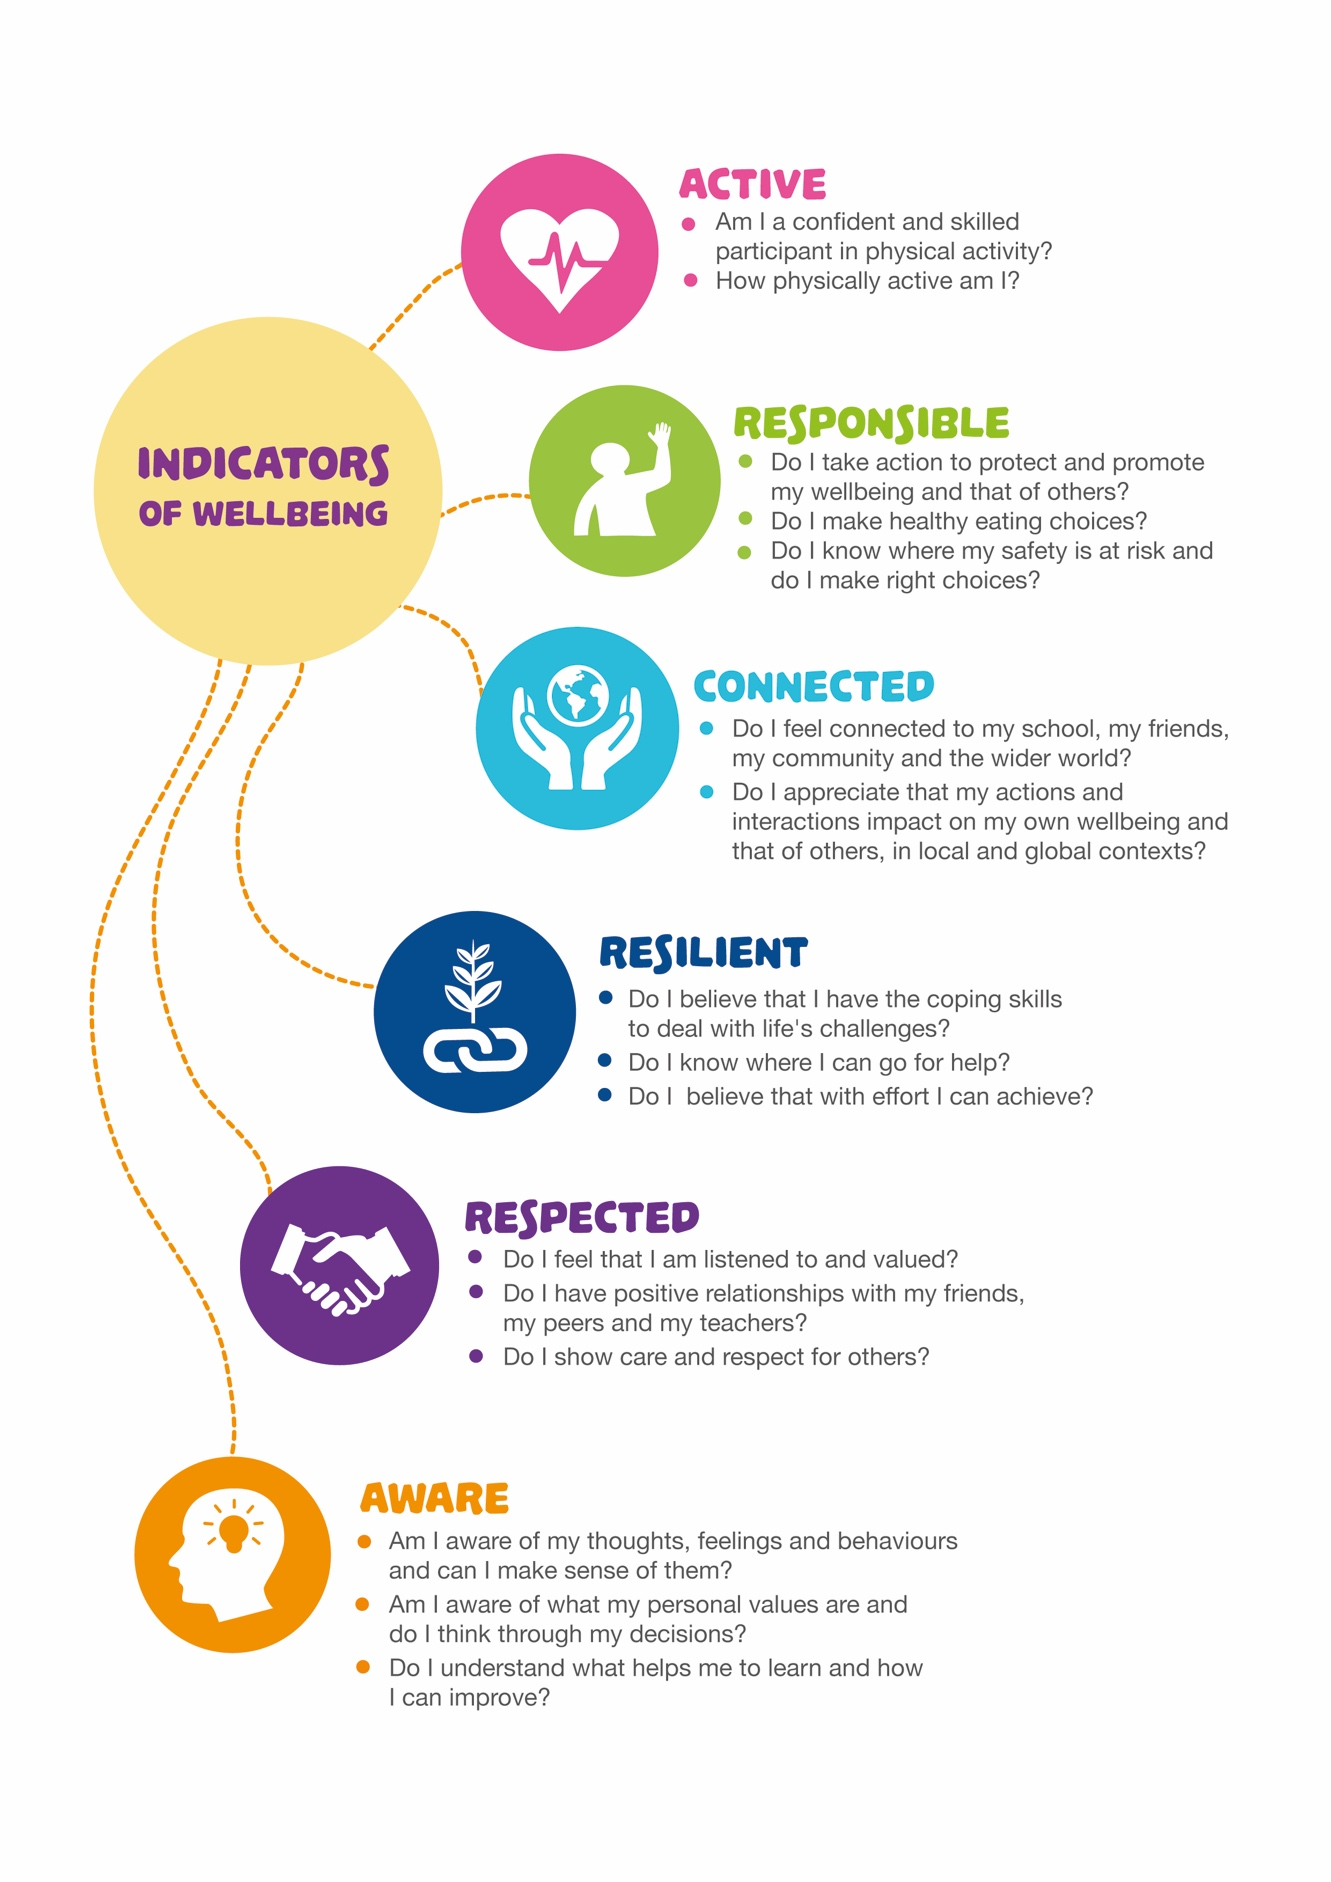 ACTIVE
Am I a confident and skilled
participant in physical activity?
How physically active am I?
INDICATORS
OF WELLBEING
RESPONSIBLE
Do I take action to protect and promote
my wellbeing and that of others?
Do I make healthy eating choices?
Do I know where my safety is at risk and
do I make right choices?
CONNECTED
Do I feel connected to my school, my friends,
my community and the wider world?
Do I appreciate that my actions and
interactions impact on my own wellbeing and
that of others, in local and global contexts?
RESILIENT
Do I believe that I have the coping skills
to deal with life's challenges?
Do I know where I can go for help?
Do I  believe that with effort I can achieve?
RESPECTED
Do I feel that I am listened to and valued?
Do I have positive relationships with my friends,
my peers and my teachers?
Do I show care and respect for others?
AWARE
Am I aware of my thoughts, feelings and behaviours
and can I make sense of them?
Am I aware of what my personal values are and
do I think through my decisions?
Do I understand what helps me to learn and how
I can improve?